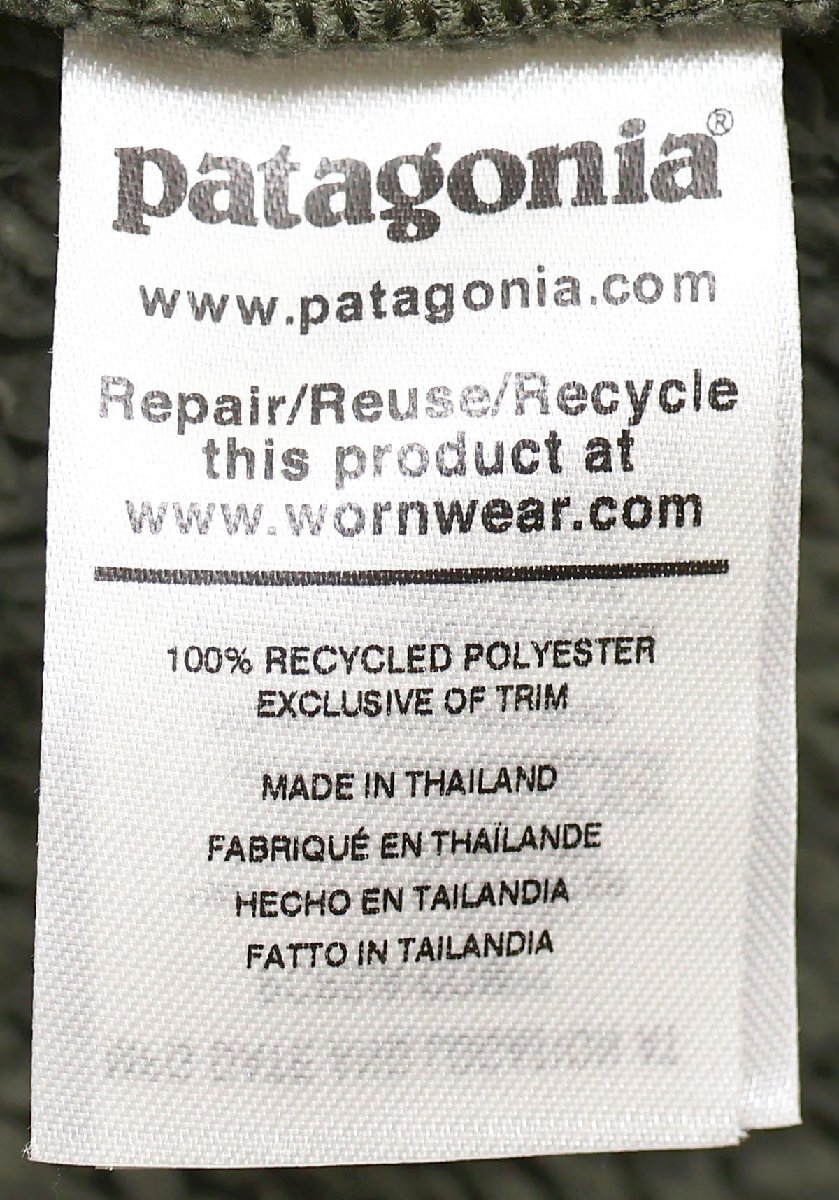 patagonia®
www.patagonia.com
Repair/Reuse/Recycle
this product at
www.wornwear.com
100% RECYCLED POLYESTER
EXCLUSIVE OF TRIM
MADE IN THAILAND
FABRIQUÉ EN THAÏLANDE
HECHO EN TAILANDIA
FATTO IN TAILANDIA